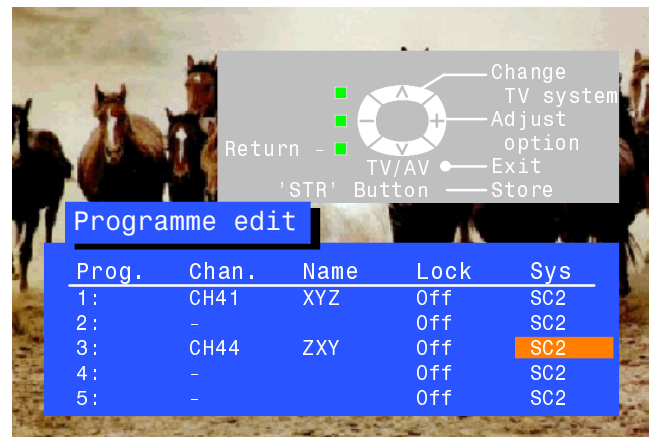 Change
TV system
Adjust
option
Return -
TV/AV Exit
'STR' Button Store
Programme edit
Prog. Chan. Name Lock Sys
1: CH41 XYZ Off SC2
2: - Off SC2
3: CH44 ZXY Off SC2
4: - Off SC2
5: - Off SC2